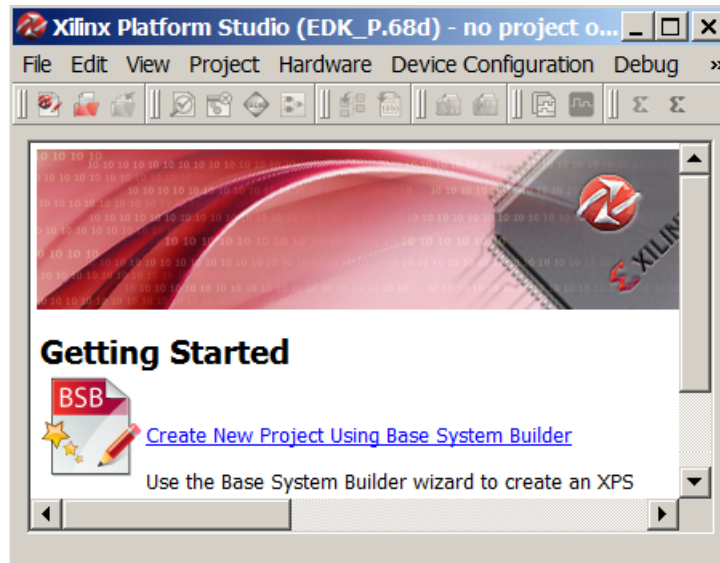 Xilinx Platform Studio (EDK_P.68d) - no project o...
File Edit View Project Hardware Device Configuration Debug »
XILIN
Getting Started
BSB
Create New Project Using Base System Builder
Use the Base System Builder wizard to create an XPS